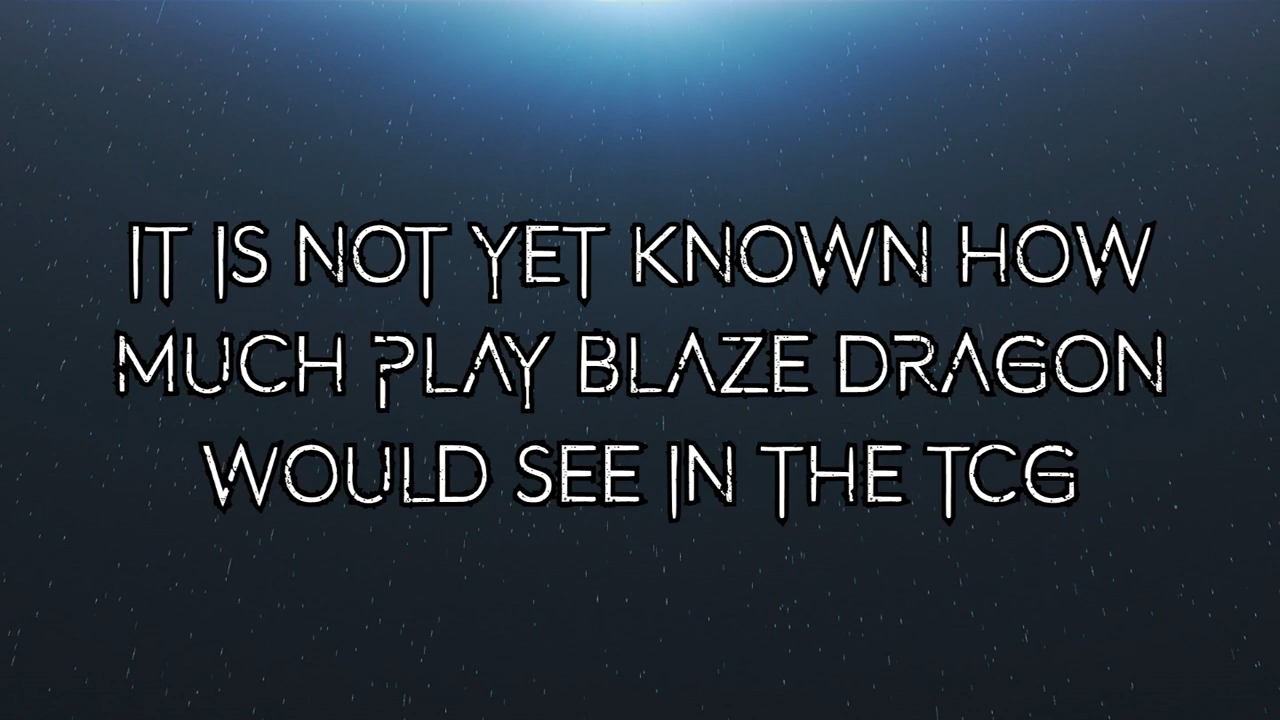 IT IS NOT YET KNOWN HOW
MUCH PLAY BLAZE DRAGON
WOULD SEE IN THE TCG